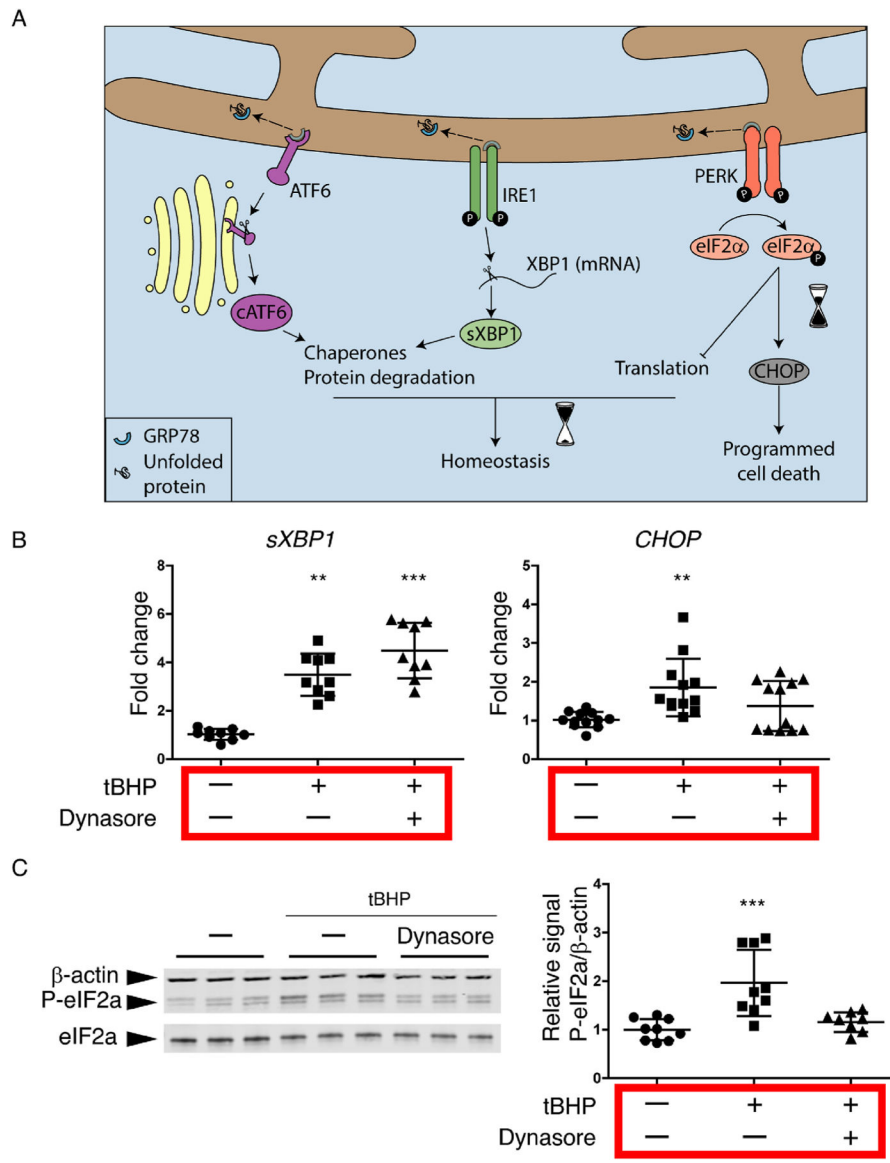 A
ATF6
IRE1
PERK
P P
P P
eIF2α eIF2α
P
XBP1 (mRNA)
cATF6
sXBP1
Chaperones
Protein degradation
Translation
CHOP
GRP78
Unfolded
protein
Homeostasis
Programmed
cell death
B
sXBP1
Fold change
8
6
4
2
0
**
***
tBHP — + +
Dynasore — — +
CHOP
Fold change
5
4
3
2
1
0
**
— + +
— — +
C
tBHP
— — Dynasore
β-actin
P-eIF2a
eIF2a
Relative signal
P-eIF2a/β-actin
4
3
2
1
0
***
tBHP — + +
Dynasore — — +